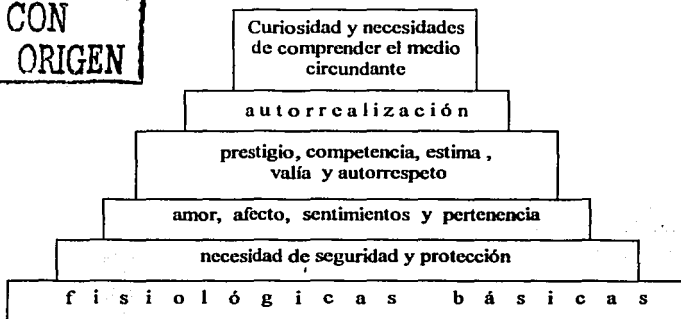 CON
ORIGEN
Curiosidad y necesidades
de comprender el medio
circundante
autorrealización
prestigio, competencia, estima ,
valía y autorrespeto
amor, afecto, sentimientos y pertenencia
necesidad de seguridad y protección
fisiológicas básicas